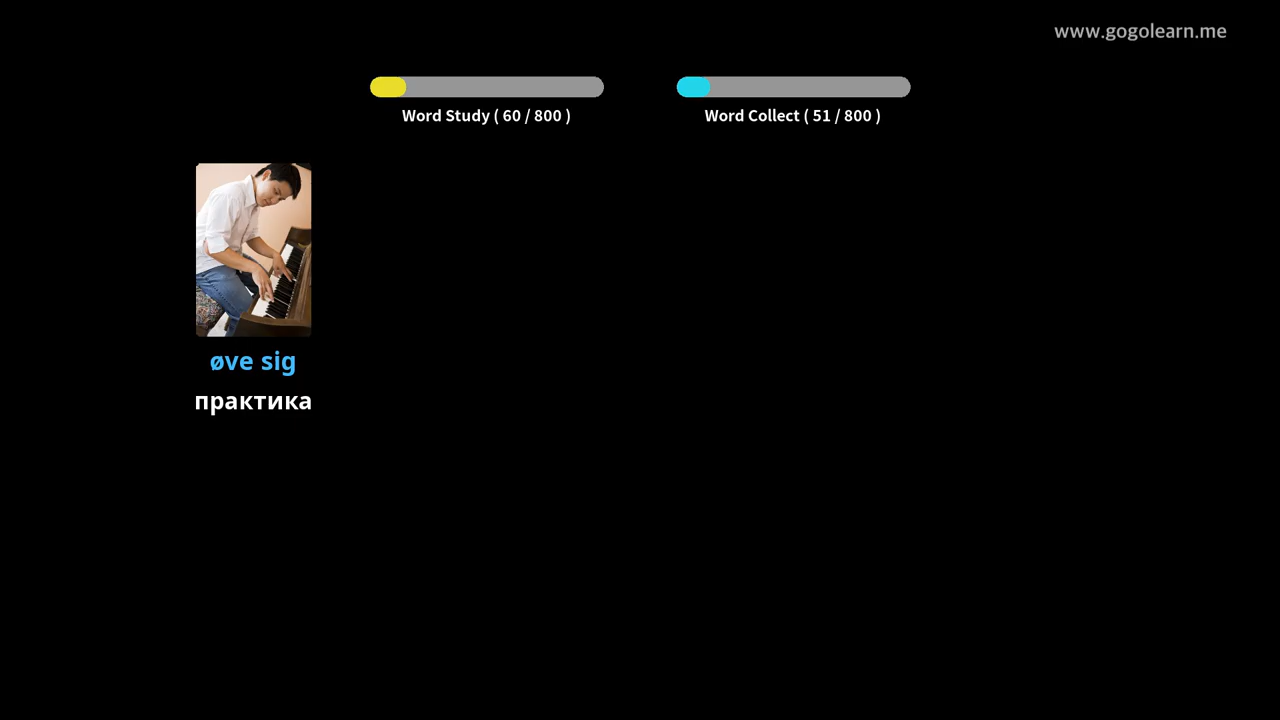 www.gogolearn.me
Word Study ( 60 / 800 )
Word Collect ( 51 / 800 )
øve sig
практика